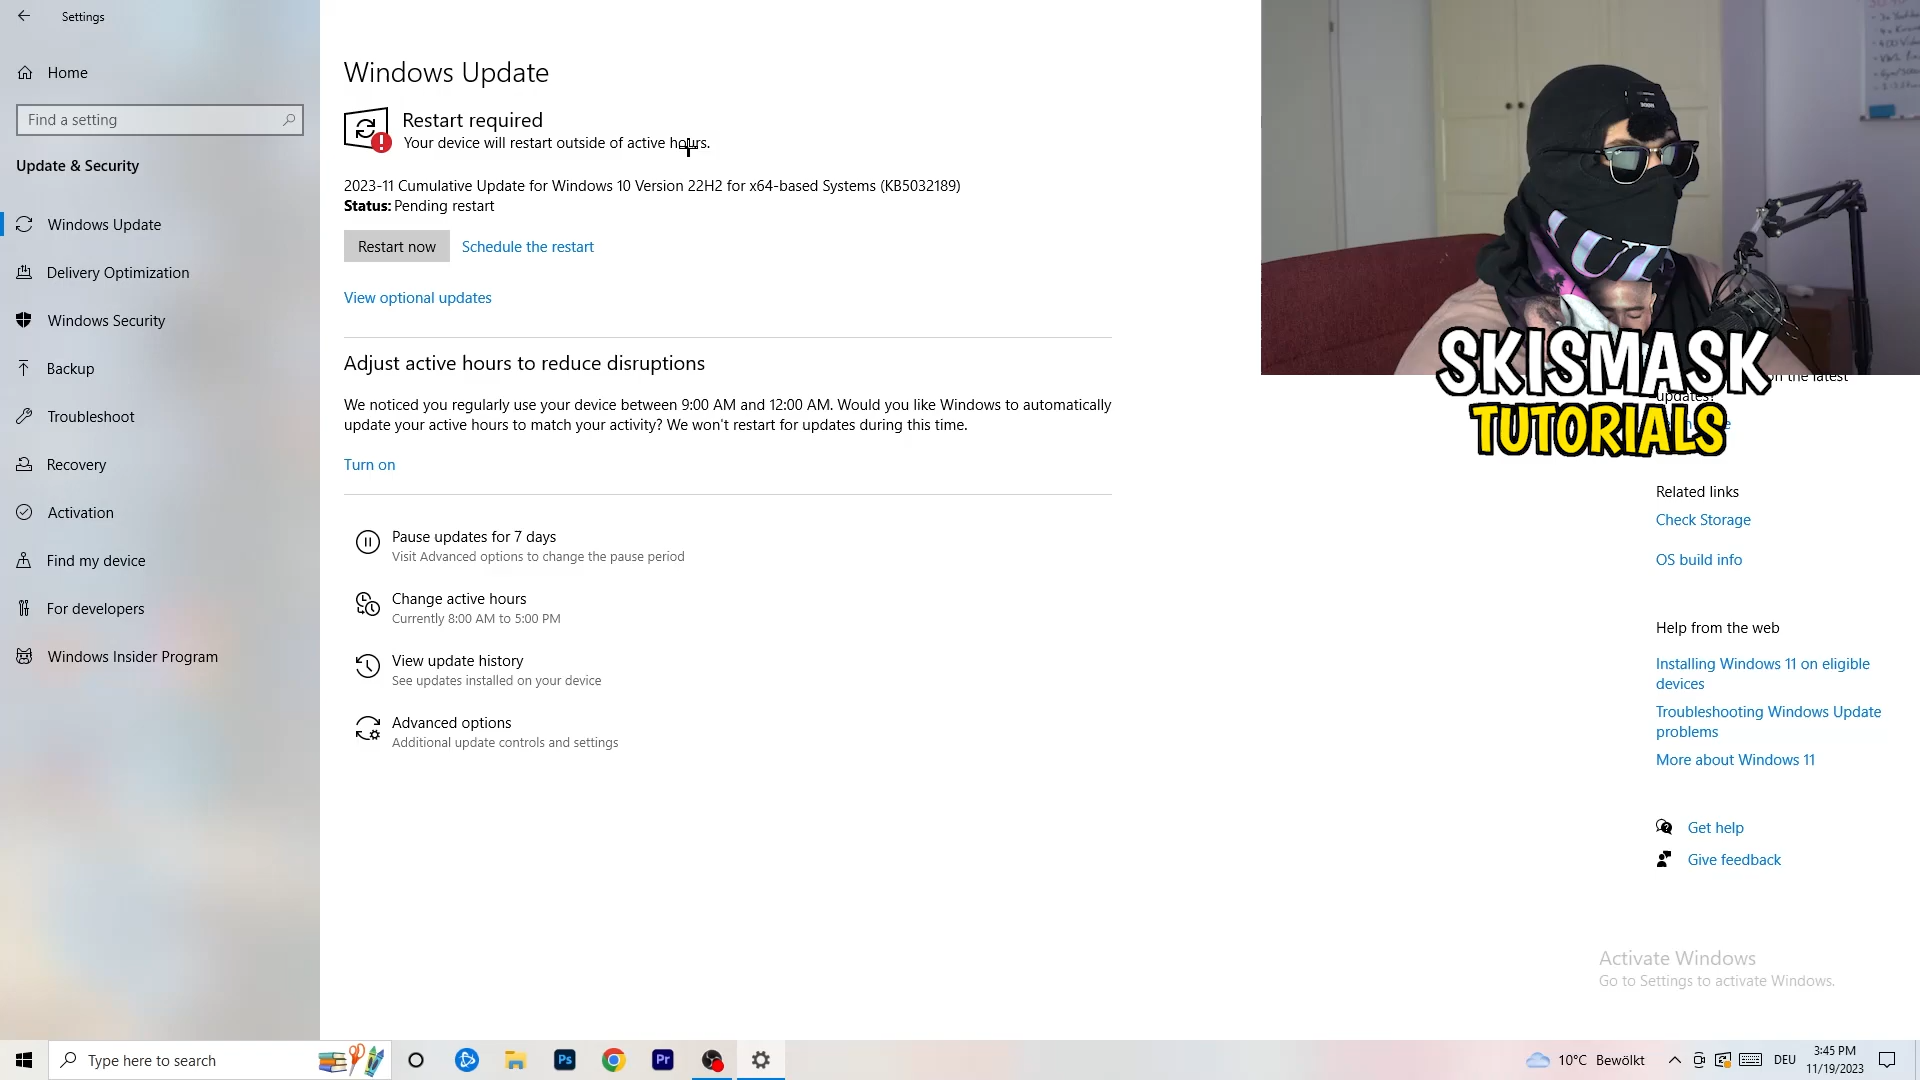 Settings
Home
Find a setting
Update & Security
Windows Update
Delivery Optimization
Windows Security
Backup
Troubleshoot
Recovery
Activation
Find my device
For developers
Windows Insider Program
Windows Update
Restart required
Your device will restart outside of active hours.
2023-11 Cumulative Update for Windows 10 Version 22H2 for x64-based Systems (KB5032189)
Status: Pending restart
Restart now
Schedule the restart
View optional updates
Adjust active hours to reduce disruptions
We noticed you regularly use your device between 9:00 AM and 12:00 AM. Would you like Windows to automatically
update your active hours to match your activity? We won't restart for updates during this time.
Turn on
Pause updates for 7 days
Visit Advanced options to change the pause period
Change active hours
Currently 8:00 AM to 5:00 PM
View update history
See updates installed on your device
Advanced options
Additional update controls and settings
SKISMASK
TUTORIALS
on the latest
updates?
Related links
Check Storage
OS build info
Help from the web
Installing Windows 11 on eligible
devices
Troubleshooting Windows Update
problems
More about Windows 11
Get help
Give feedback
Activate Windows
Go to Settings to activate Windows.
Type here to search
Ps
Pr
10°C Bewölkt
DEU
3:45 PM
11/19/2023